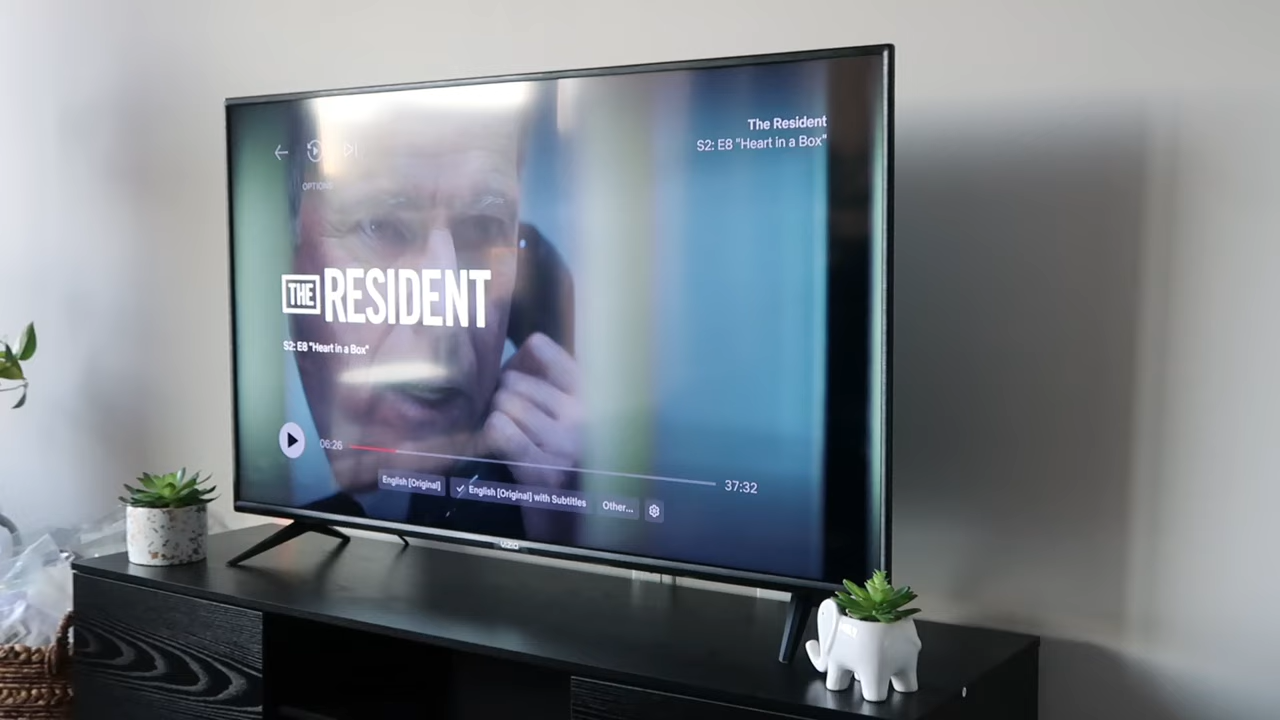 The Resident
S2: E8 "Heart in a Box"
OPTIONS
THE RESIDENT
S2: E8 "Heart in a Box"
06:26
37:32
English [Original]
English [Original] with Subtitles
Other...
VIZIO